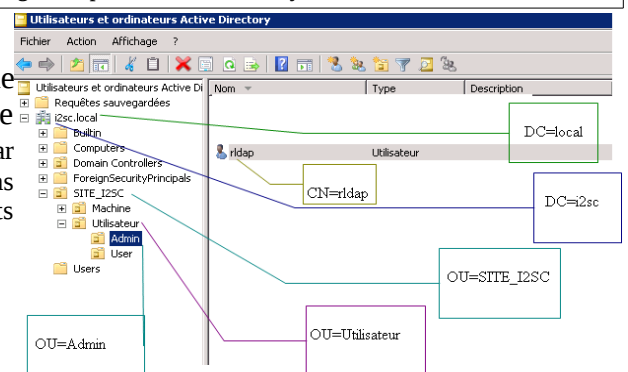 Utilisateurs et ordinateurs Active Directory
Fichier Action Affichage ?
Utilisateurs et ordinateurs Active Di
Nom Type Description
Requêtes sauvegardées
i2sc.local
Builtin
Computers
Domain Controllers
ForeignSecurityPrincipals
SITE_I2SC
Machine
Utilisateur
Admin
User
Users
rldap Utilisateur
DC=local
CN=rldap
DC=i2sc
OU=SITE_I2SC
OU=Utilisateur
OU=Admin